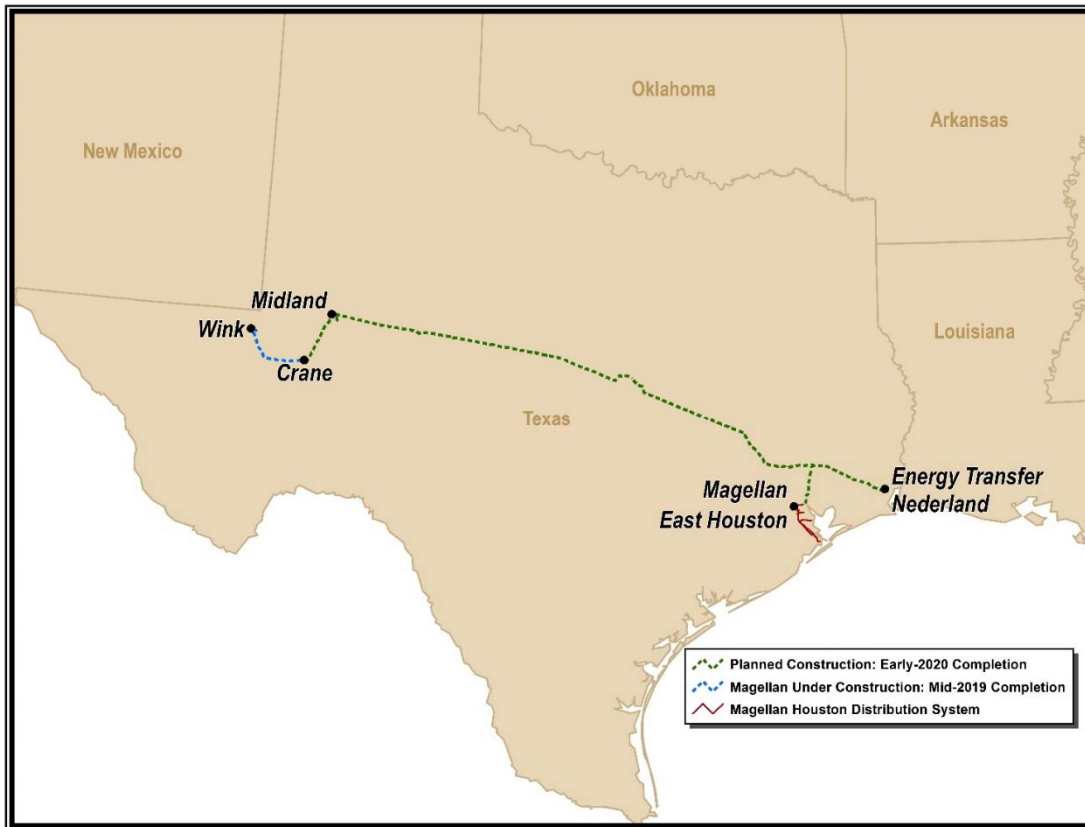 Oklahoma
Arkansas
New Mexico
Midland
Wink
Louisiana
Crane
Texas
Energy Transfer
Nederland
Magellan
East Houston
Planned Construction: Early-2020 Completion
Magellan Under Construction: Mid-2019 Completion
Magellan Houston Distribution System